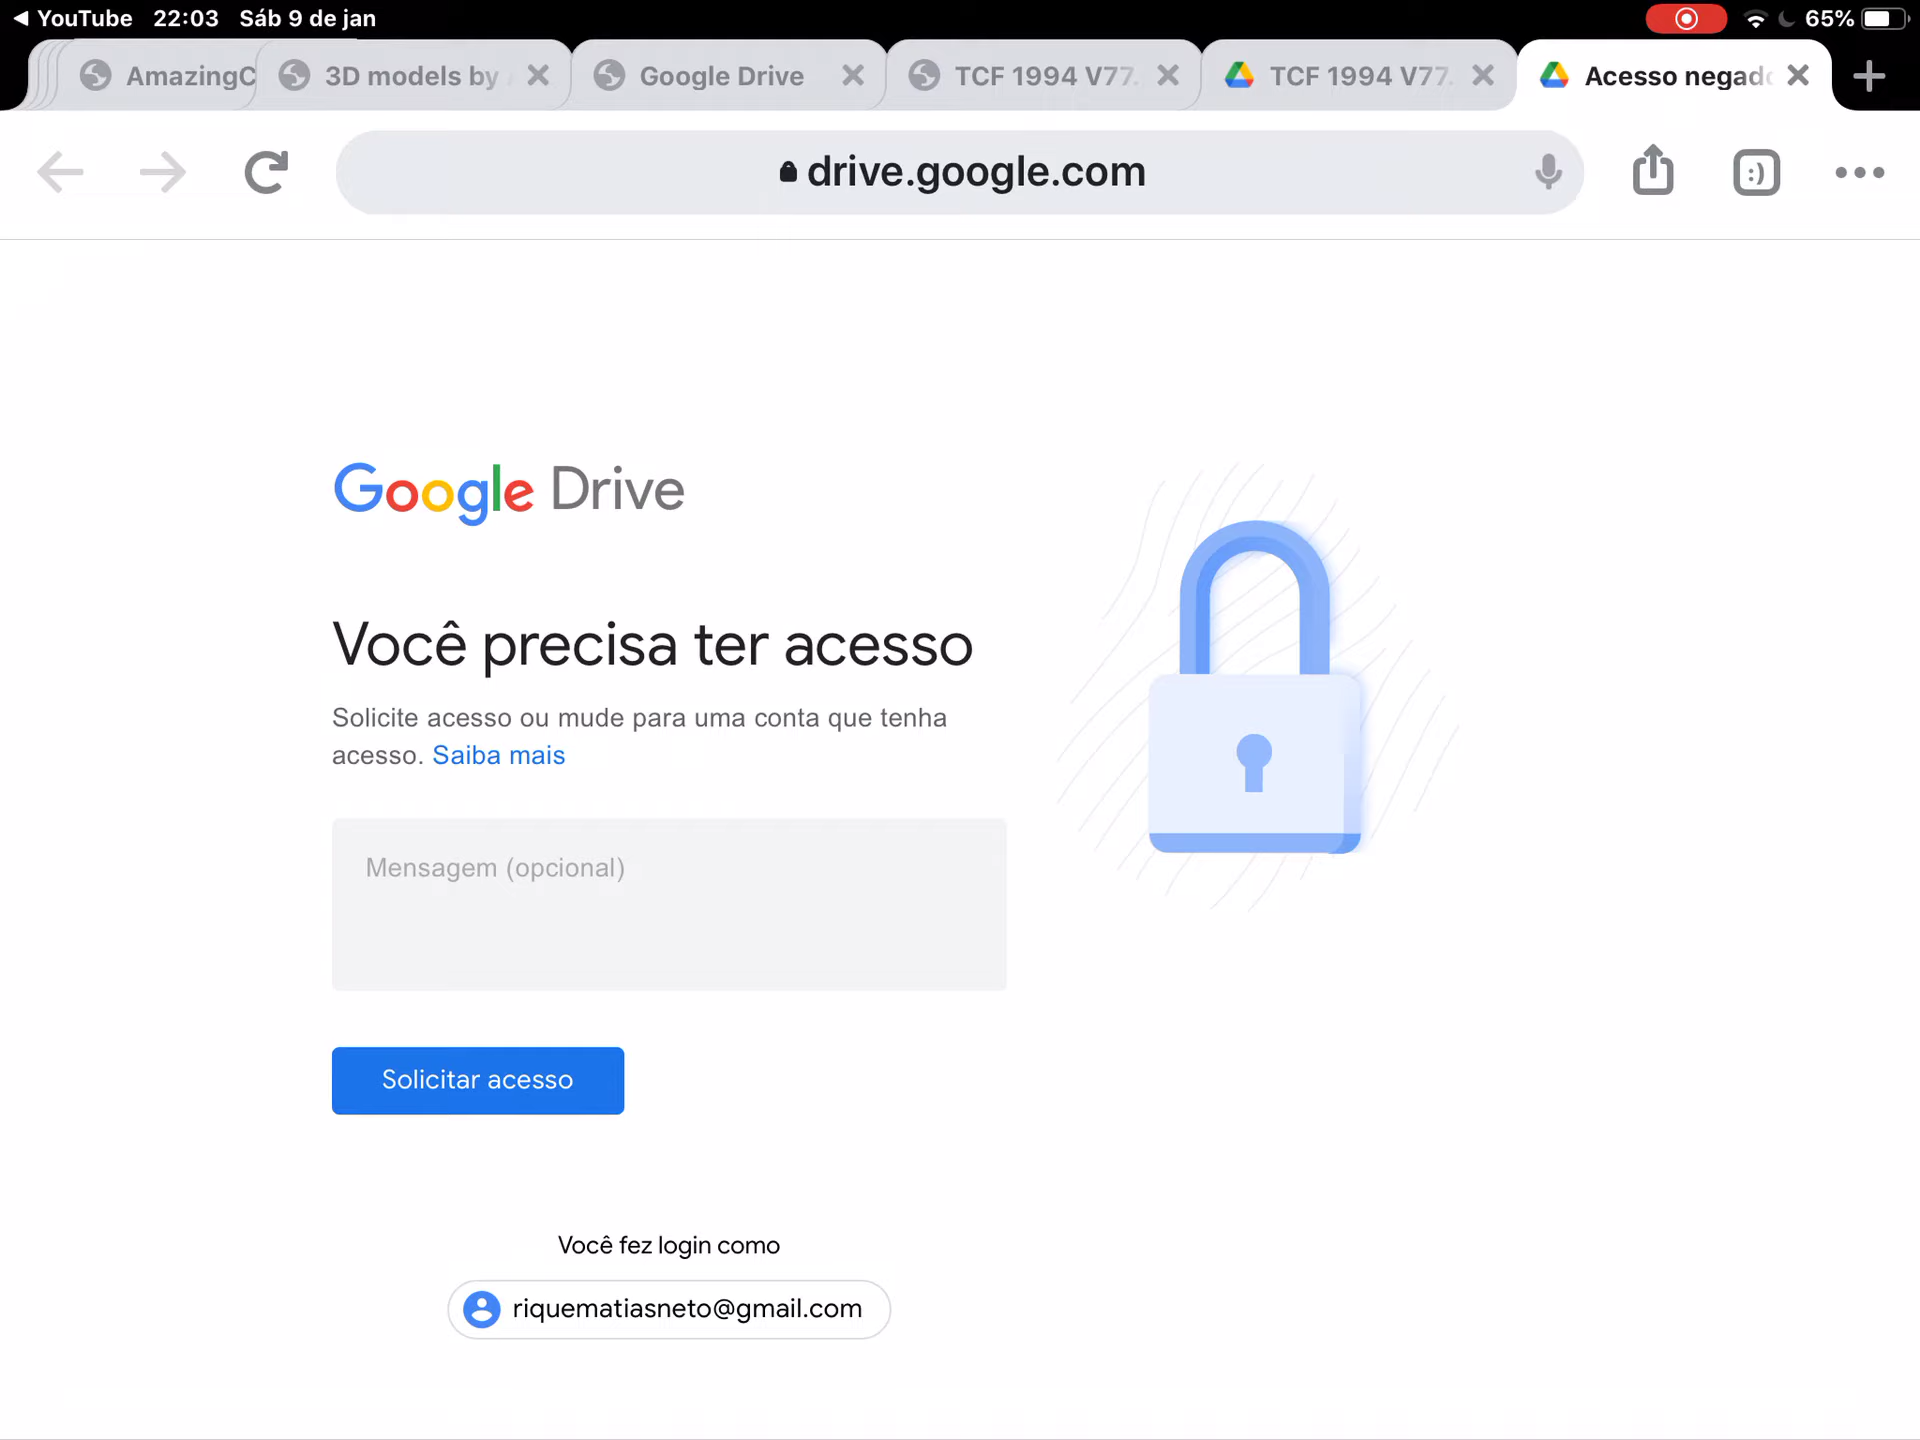 YouTube 22:03 Sáb 9 de jan 65%
AmazingC 3D models by Google Drive TCF 1994 V77. TCF 1994 V77. Acesso negado
drive.google.com
Google Drive
Você precisa ter acesso
Solicite acesso ou mude para uma conta que tenha
acesso. Saiba mais
Mensagem (opcional)
Solicitar acesso
Você fez login como
riquematiasneto@gmail.com